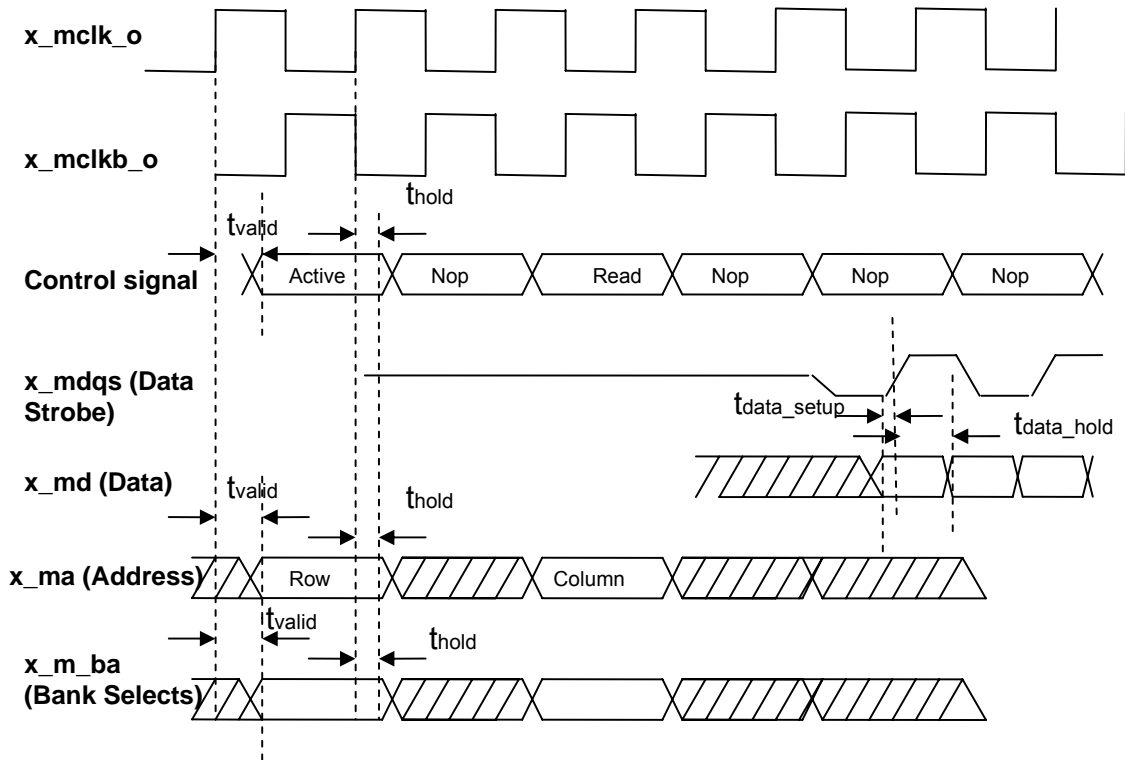 x_mclk_o
x_mclkb_o
thold
tvalid
Control signal
Active
Nop
Read
Nop
Nop
Nop
x_mdqs (Data
Strobe)
tdata_setup
tdata_hold
x_md (Data)
tvalid
thold
x_ma (Address)
Row
Column
tvalid
thold
x_m_ba
(Bank Selects)